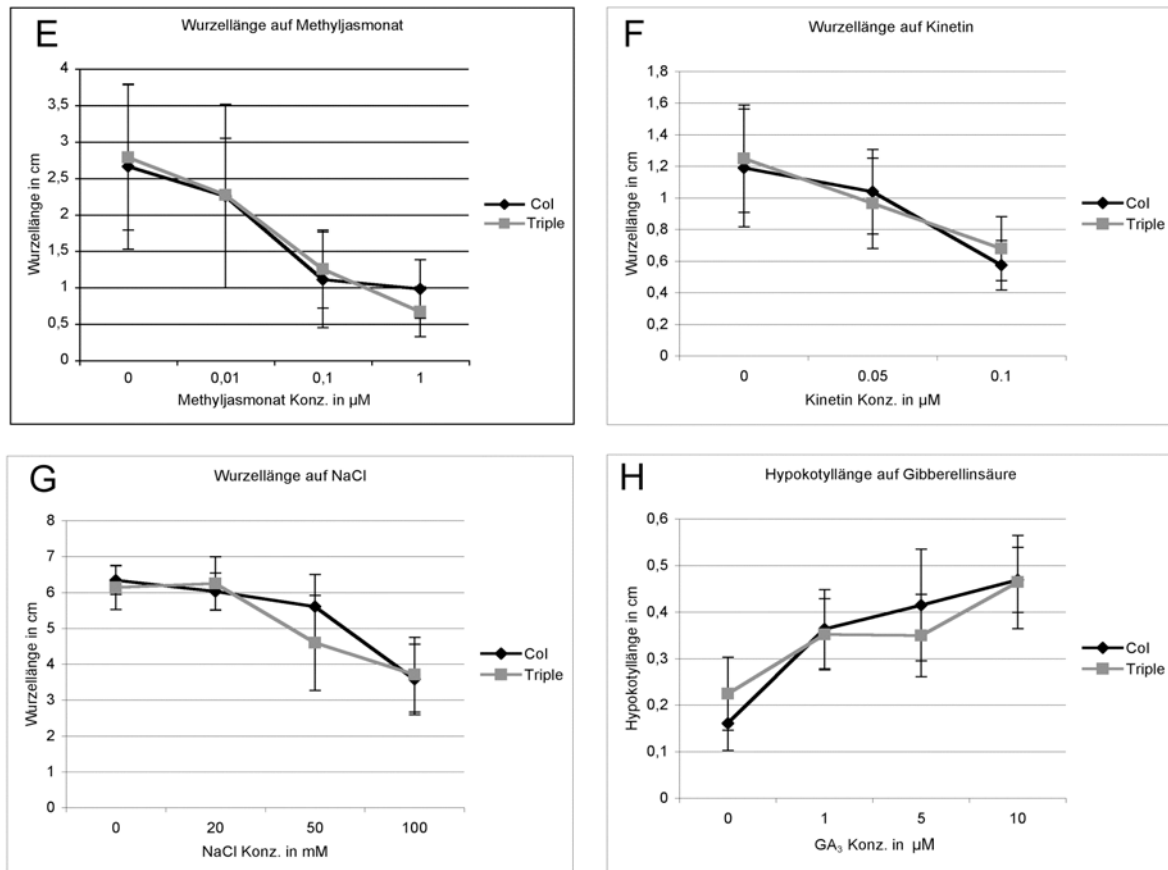 E
Wurzellänge auf Methyljasmonat
4
3,5
3
2,5
2
1,5
1
0,5
0
Wurzellänge in cm
0
0,01
0,1
1
Methyljasmonat Konz. in µM
Col
Triple
F
Wurzellänge auf Kinetin
1,8
1,6
1,4
1,2
1
0,8
0,6
0,4
0,2
0
Wurzellänge in cm
0
0.05
0.1
Kinetin Konz. in µM
Col
Triple
G
Wurzellänge auf NaCl
8
7
6
5
4
3
2
1
0
Wurzellänge in cm
0
20
50
100
NaCl Konz. in mM
Col
Triple
H
Hypokotyllänge auf Gibberellinsäure
0,6
0,5
0,4
0,3
0,2
0,1
0
Hypokotyllänge in cm
0
1
5
10
GA₃ Konz. in µM
Col
Triple